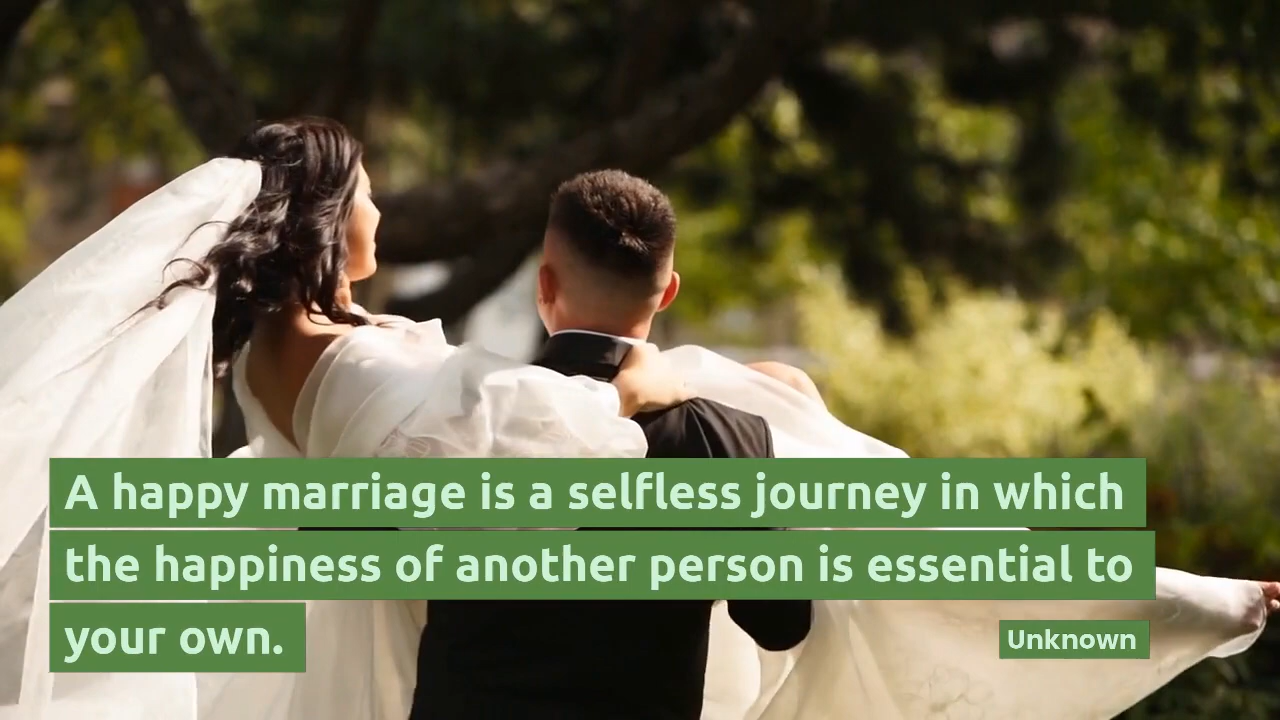 A happy marriage is a selfless journey in which
the happiness of another person is essential to
your own.
Unknown